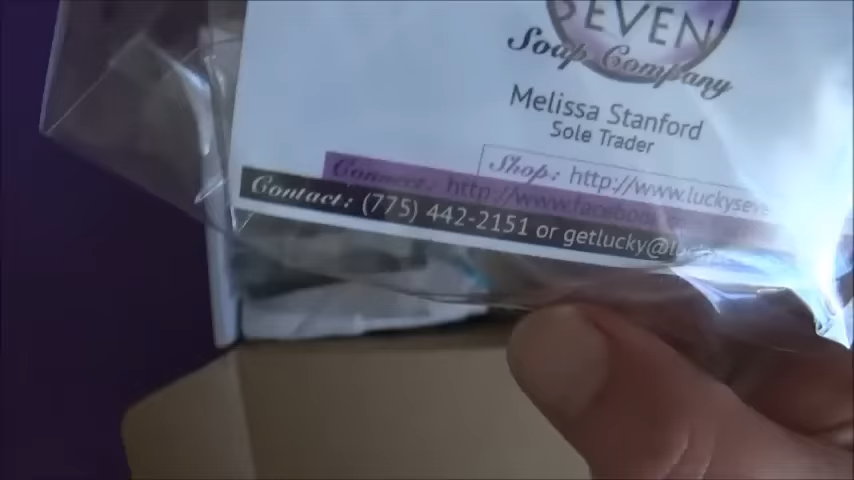 SEVEN
Soap Company
Melissa Stanford
Sole Trader
Shop: http://www.luckyseve
Connect: http://www.facebook
Contact: (775) 442-2151 or getlucky@l